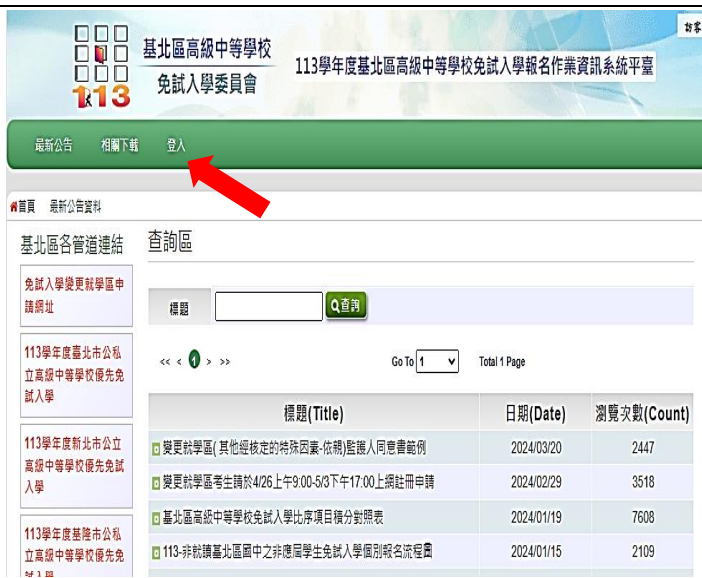 訪客
基北區高級中等學校
免試入學委員會
113學年度基北區高級中等學校免試入學報名作業資訊系統平臺
113
最新公告 相關下載 登入
首頁 最新公告資料
基北區各管道連結
免試入學變更就學區申
請網址
113學年度臺北市公私
立高級中等學校優先免
試入學
113學年度新北市公立
高級中等學校優先免試
入學
113學年度基隆市公私
立高級中等學校優先免
試入學
查詢區
標題 查詢
<< < 1 > >> Go To 1 Total 1 Page
標題(Title) 日期(Date) 瀏覽次數(Count)
變更就學區(其他經核定的特殊因素-依親)監護人同意書範例 2024/03/20 2447
變更就學區考生請於4/26上午9:00-5/3下午17:00上網註冊申請 2024/02/29 3518
基北區高級中等學校免試入學比序項目積分對照表 2024/01/19 7608
113-非就讀基北區國中之非應屆學生免試入學個別報名流程圖 2024/01/15 2109